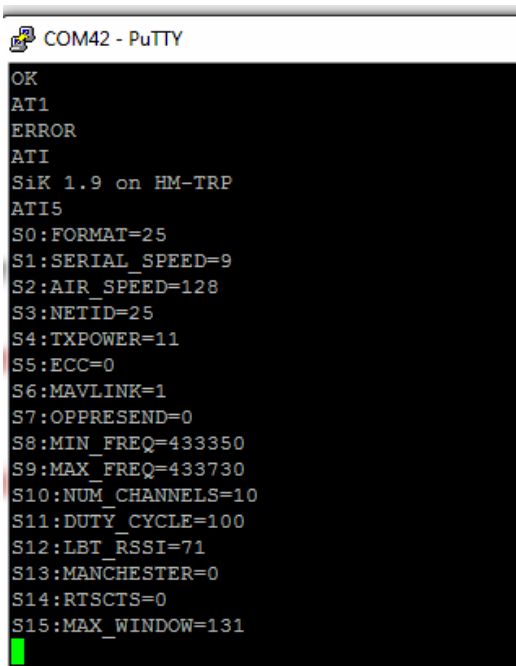 COM42 - PuTTY
OK
AT1
ERROR
ATI
SiK 1.9 on HM-TRP
ATI5
S0:FORMAT=25
S1:SERIAL_SPEED=9
S2:AIR_SPEED=128
S3:NETID=25
S4:TXPOWER=11
S5:ECC=0
S6:MAVLINK=1
S7:OPPRESEND=0
S8:MIN_FREQ=433350
S9:MAX_FREQ=433730
S10:NUM_CHANNELS=10
S11:DUTY_CYCLE=100
S12:LBT_RSSI=71
S13:MANCHESTER=0
S14:RTSCTS=0
S15:MAX_WINDOW=131